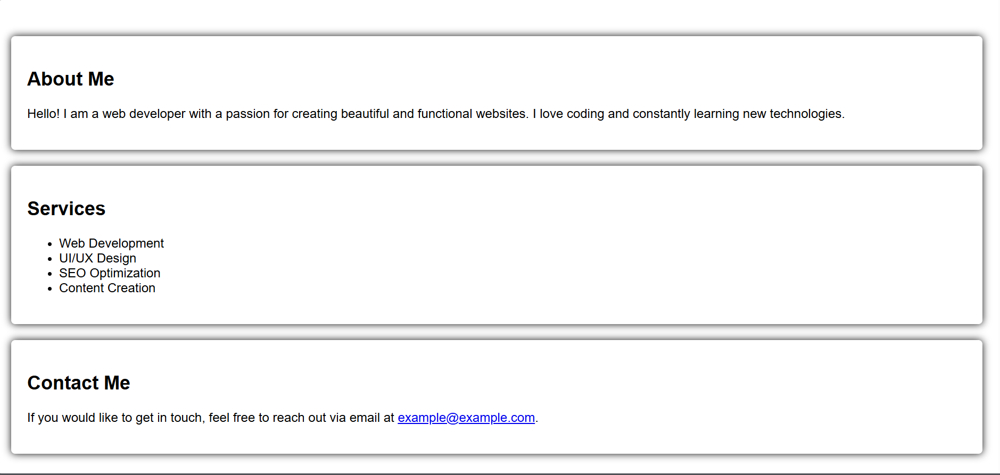 About Me
Hello! I am a web developer with a passion for creating beautiful and functional websites. I love coding and constantly learning new technologies.
Services
• Web Development
• UI/UX Design
• SEO Optimization
• Content Creation
Contact Me
If you would like to get in touch, feel free to reach out via email at example@example.com.